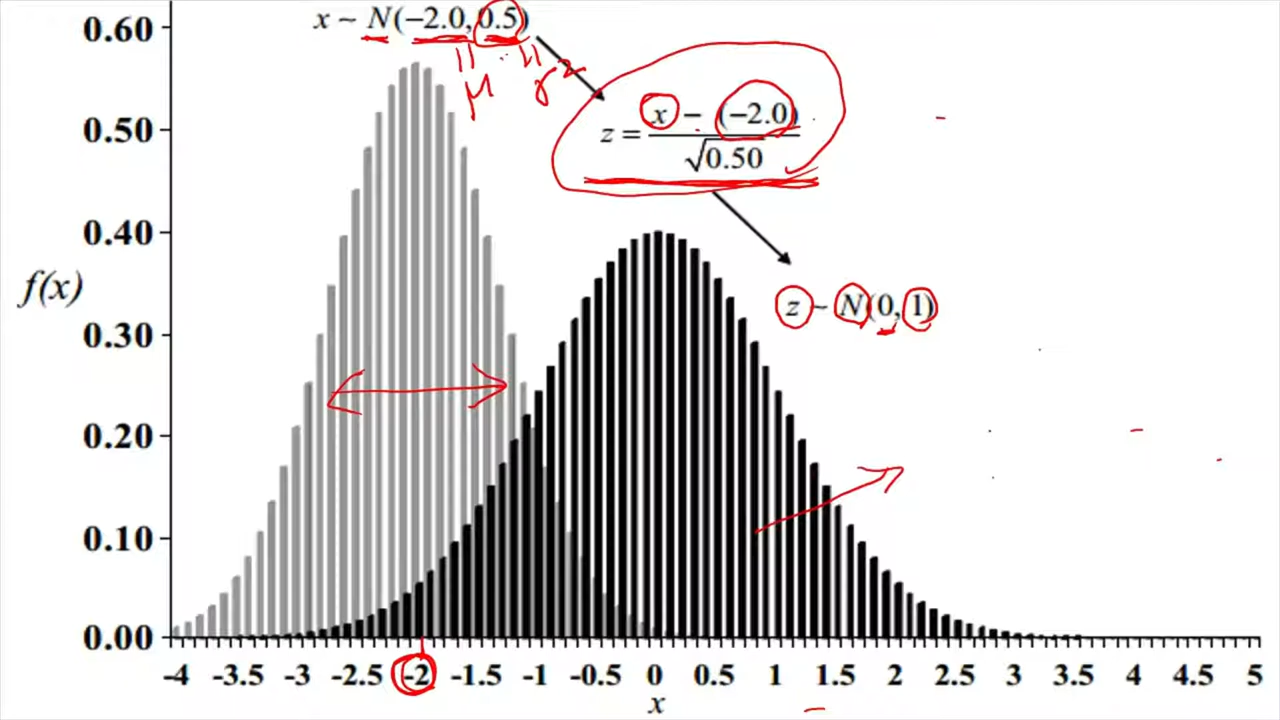 x ~ N(−2.0, 0.5)
μ σ²
z = x − (−2.0) / √0.50
z ~ N(0, 1)
f(x)
0.60
0.50
0.40
0.30
0.20
0.10
0.00
-4 -3.5 -3 -2.5 -2 -1.5 -1 -0.5 0 0.5 1 1.5 2 2.5 3 3.5 4 4.5 5
x